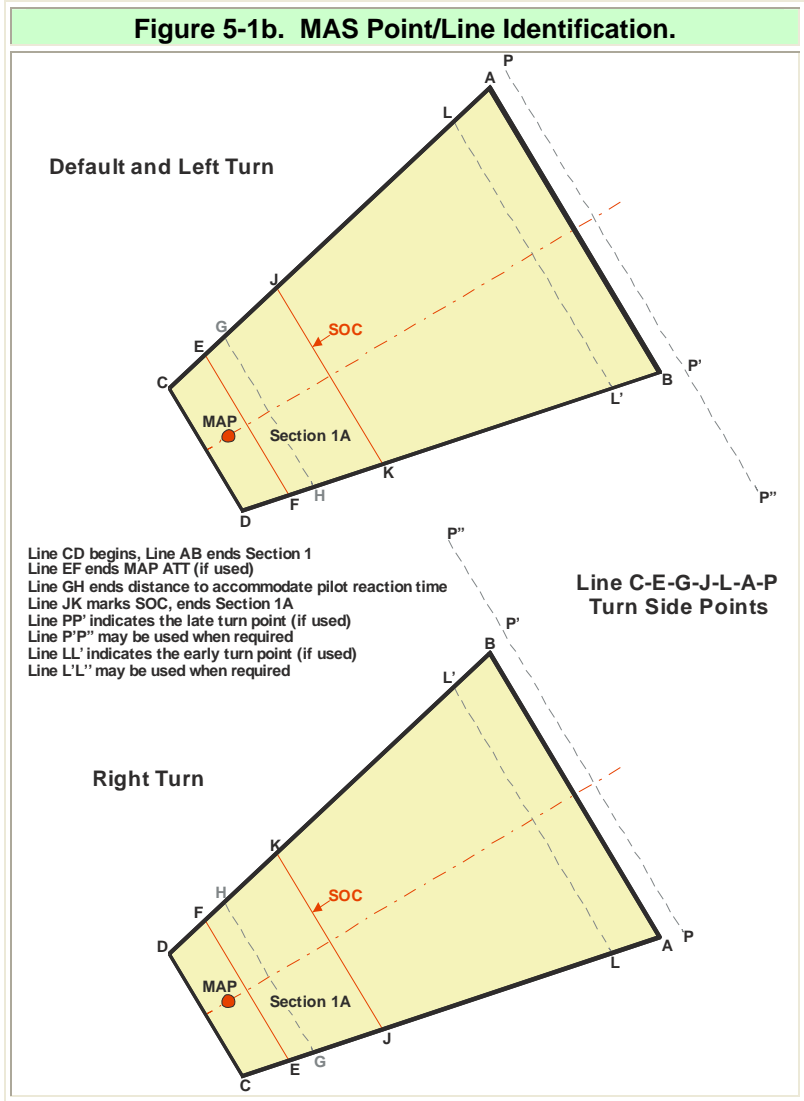 Figure 5-1b. MAS Point/Line Identification.
P
A
L
Default and Left Turn
J
G
SOC
E
C
P'
B
L'
MAP
Section 1A
K
P"
H
F
D
P"
Line CD begins, Line AB ends Section 1
Line EF ends MAP ATT (if used)
Line GH ends distance to accommodate pilot reaction time
Line JK marks SOC, ends Section 1A
Line PP' indicates the late turn point (if used)
Line P'P" may be used when required
Line LL' indicates the early turn point (if used)
Line L'L'' may be used when required
Line C-E-G-J-L-A-P
Turn Side Points
P'
B
L'
Right Turn
K
H
SOC
F
D
A
P
L
MAP
Section 1A
J
G
E
C